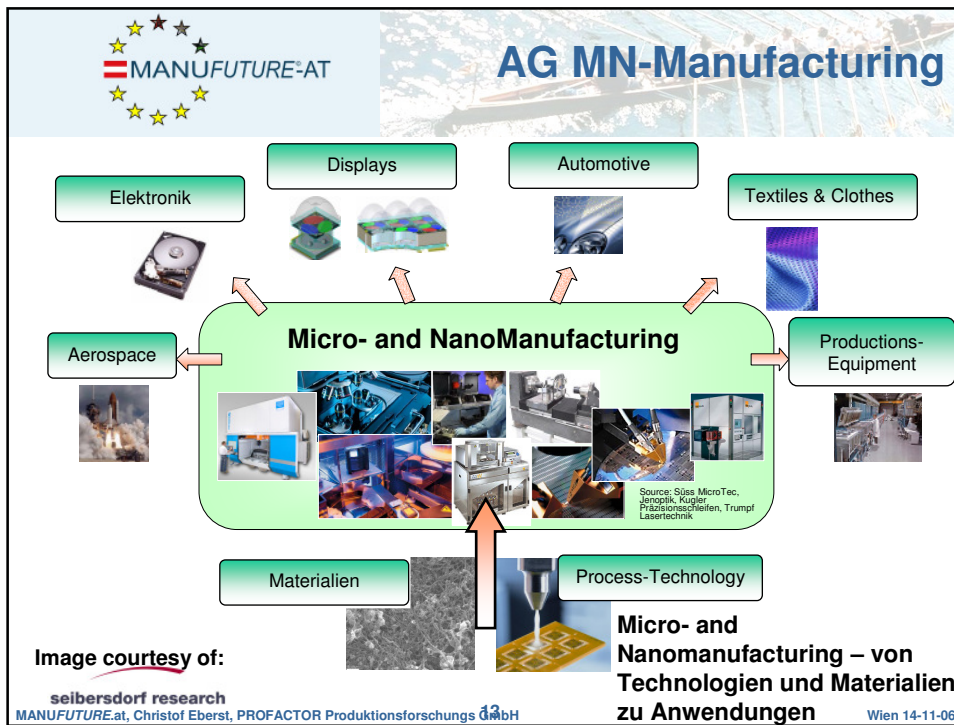 MANUFUTURE®-AT
AG MN-Manufacturing
Displays
Automotive
Elektronik
Textiles & Clothes
Micro- and NanoManufacturing
Aerospace
Productions-
Equipment
Source: Süss MicroTec,
Jenoptik, Kugler
Präzisionsschleifen, Trumpf
Lasertechnik
Materialien
Process-Technology
Micro- and
Nanomanufacturing – von
Technologien und Materialien
zu Anwendungen
Image courtesy of:
seibersdorf research
MANUFUTURE.at, Christof Eberst, PROFACTOR Produktionsforschungs GmbH
13
Wien 14-11-06